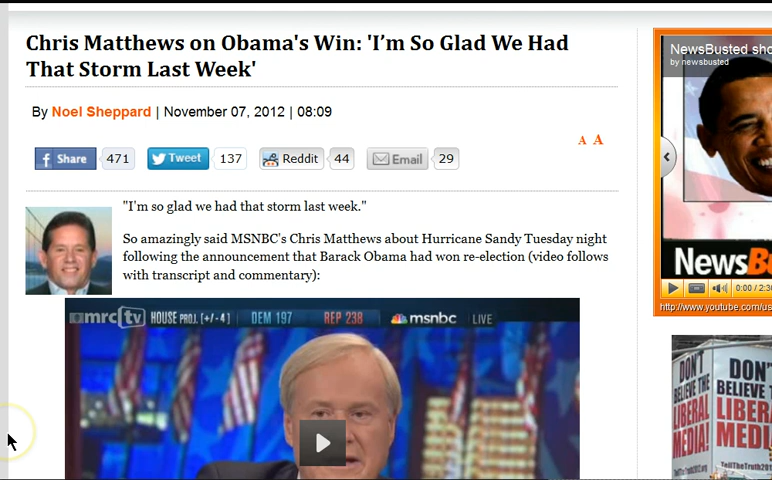 Chris Matthews on Obama's Win: 'I'm So Glad We Had
That Storm Last Week'
By Noel Sheppard | November 07, 2012 | 08:09
A A
f Share 471 Tweet 137 Reddit 44 Email 29
"I'm so glad we had that storm last week."
So amazingly said MSNBC's Chris Matthews about Hurricane Sandy Tuesday night
following the announcement that Barack Obama had won re-election (video follows
with transcript and commentary):
mrc tv HOUSE PROJ. [+/-4] DEM 197 REP 238 msnbc LIVE
NewsBusted sho
by newsbusted
NewsB
0:00 / 2:3
http://www.youtube.com/us
DON'T
BELIEVE THE
LIBERAL
MEDIA!
DON'
BELIEVE T
LIBER
MEDI